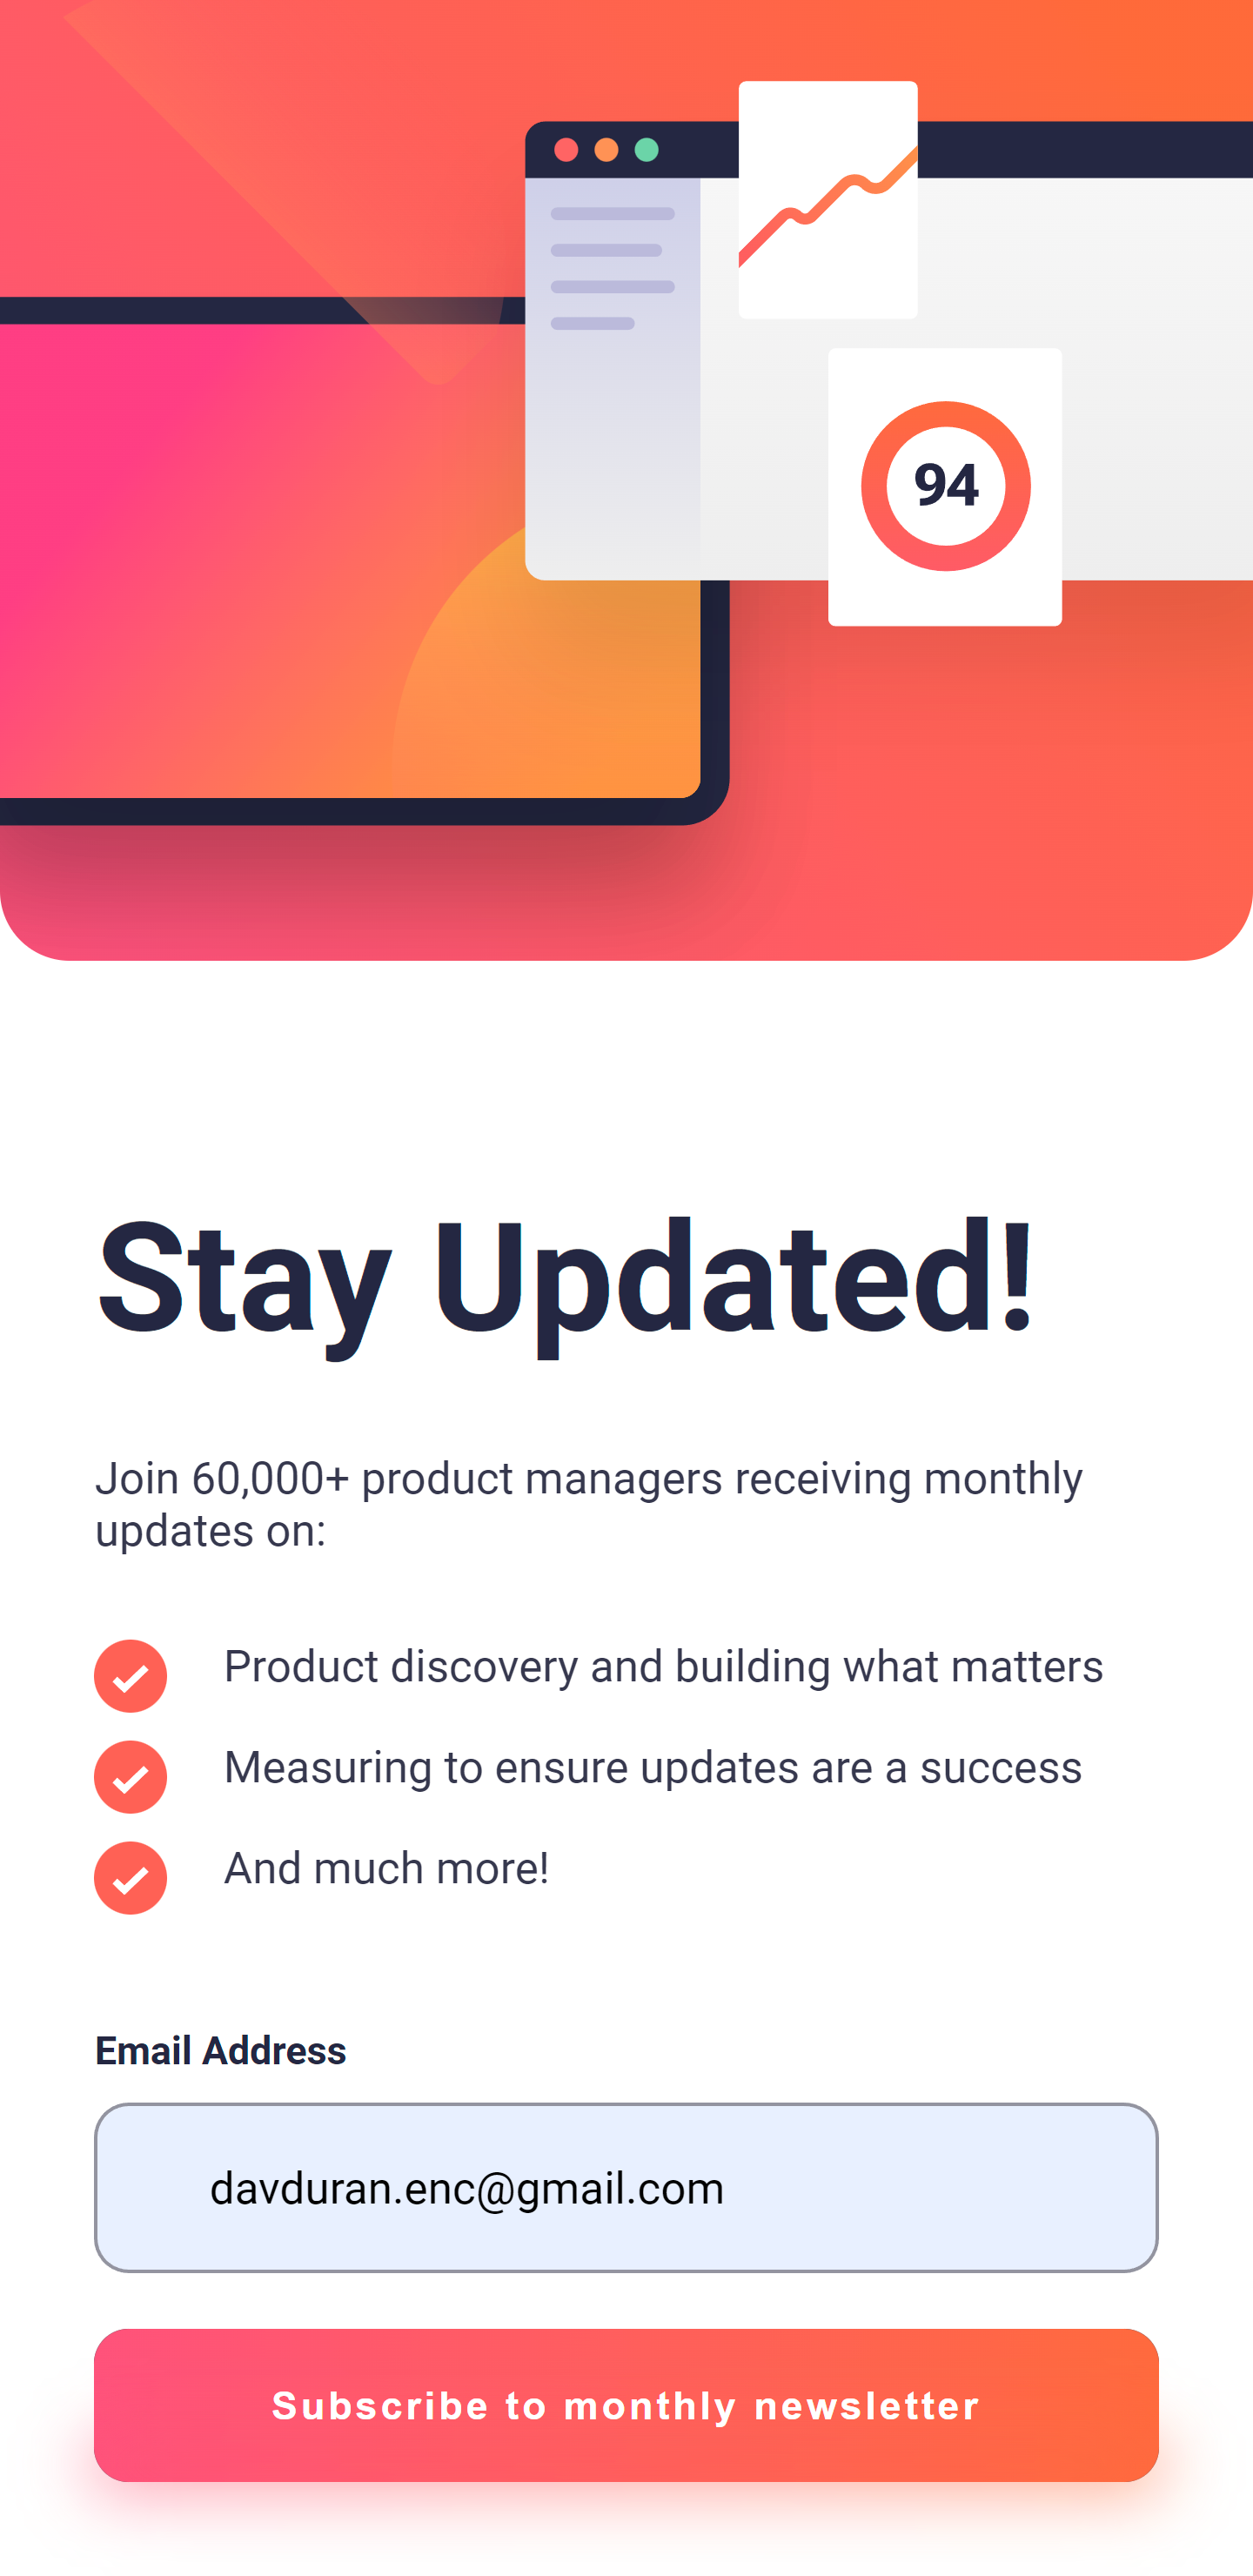 94
Stay Updated!
Join 60,000+ product managers receiving monthly
updates on:
Product discovery and building what matters
Measuring to ensure updates are a success
And much more!
Email Address
davduran.enc@gmail.com
Subscribe to monthly newsletter